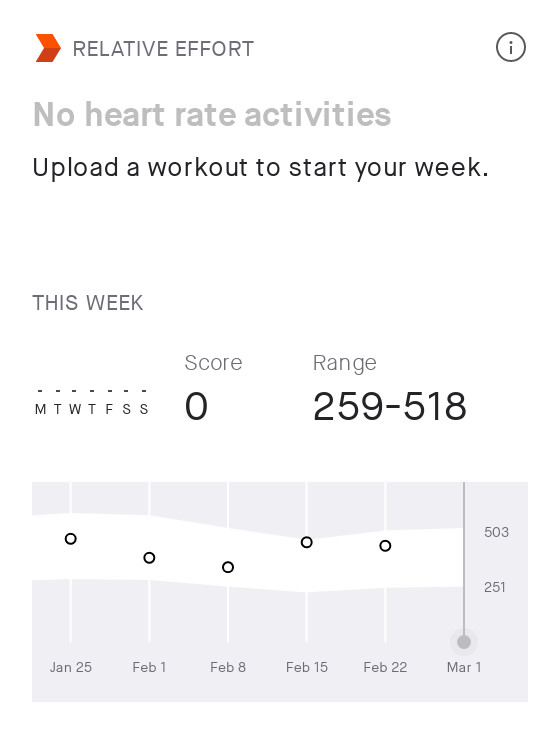 RELATIVE EFFORT
No heart rate activities
Upload a workout to start your week.
THIS WEEK
Score Range
- - - - - - -
M T W T F S S
0 259-518
503
251
Jan 25 Feb 1 Feb 8 Feb 15 Feb 22 Mar 1